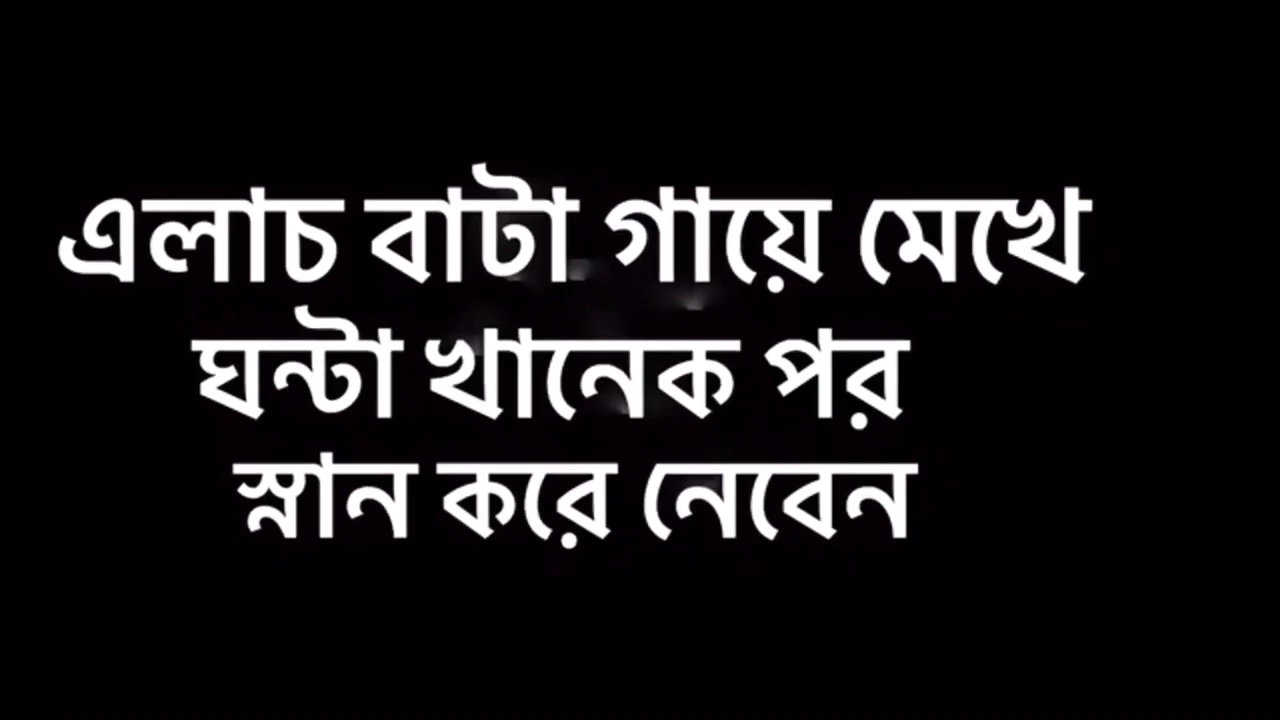 এলাচ বাটা গায়ে মেখে
ঘন্টা খানেক পর
স্নান করে নেবেন